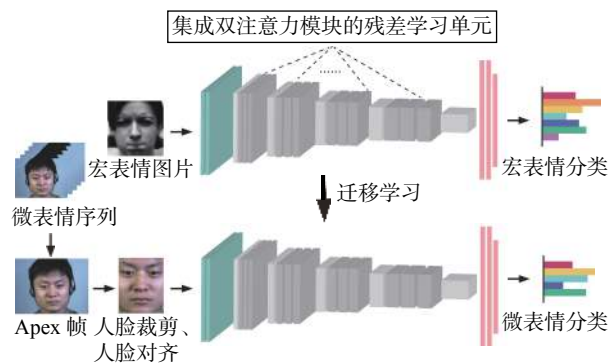 集成双注意力模块的残差学习单元
......
宏表情图片
宏表情分类
迁移学习
微表情序列
Apex 帧
人脸裁剪、
人脸对齐
微表情分类